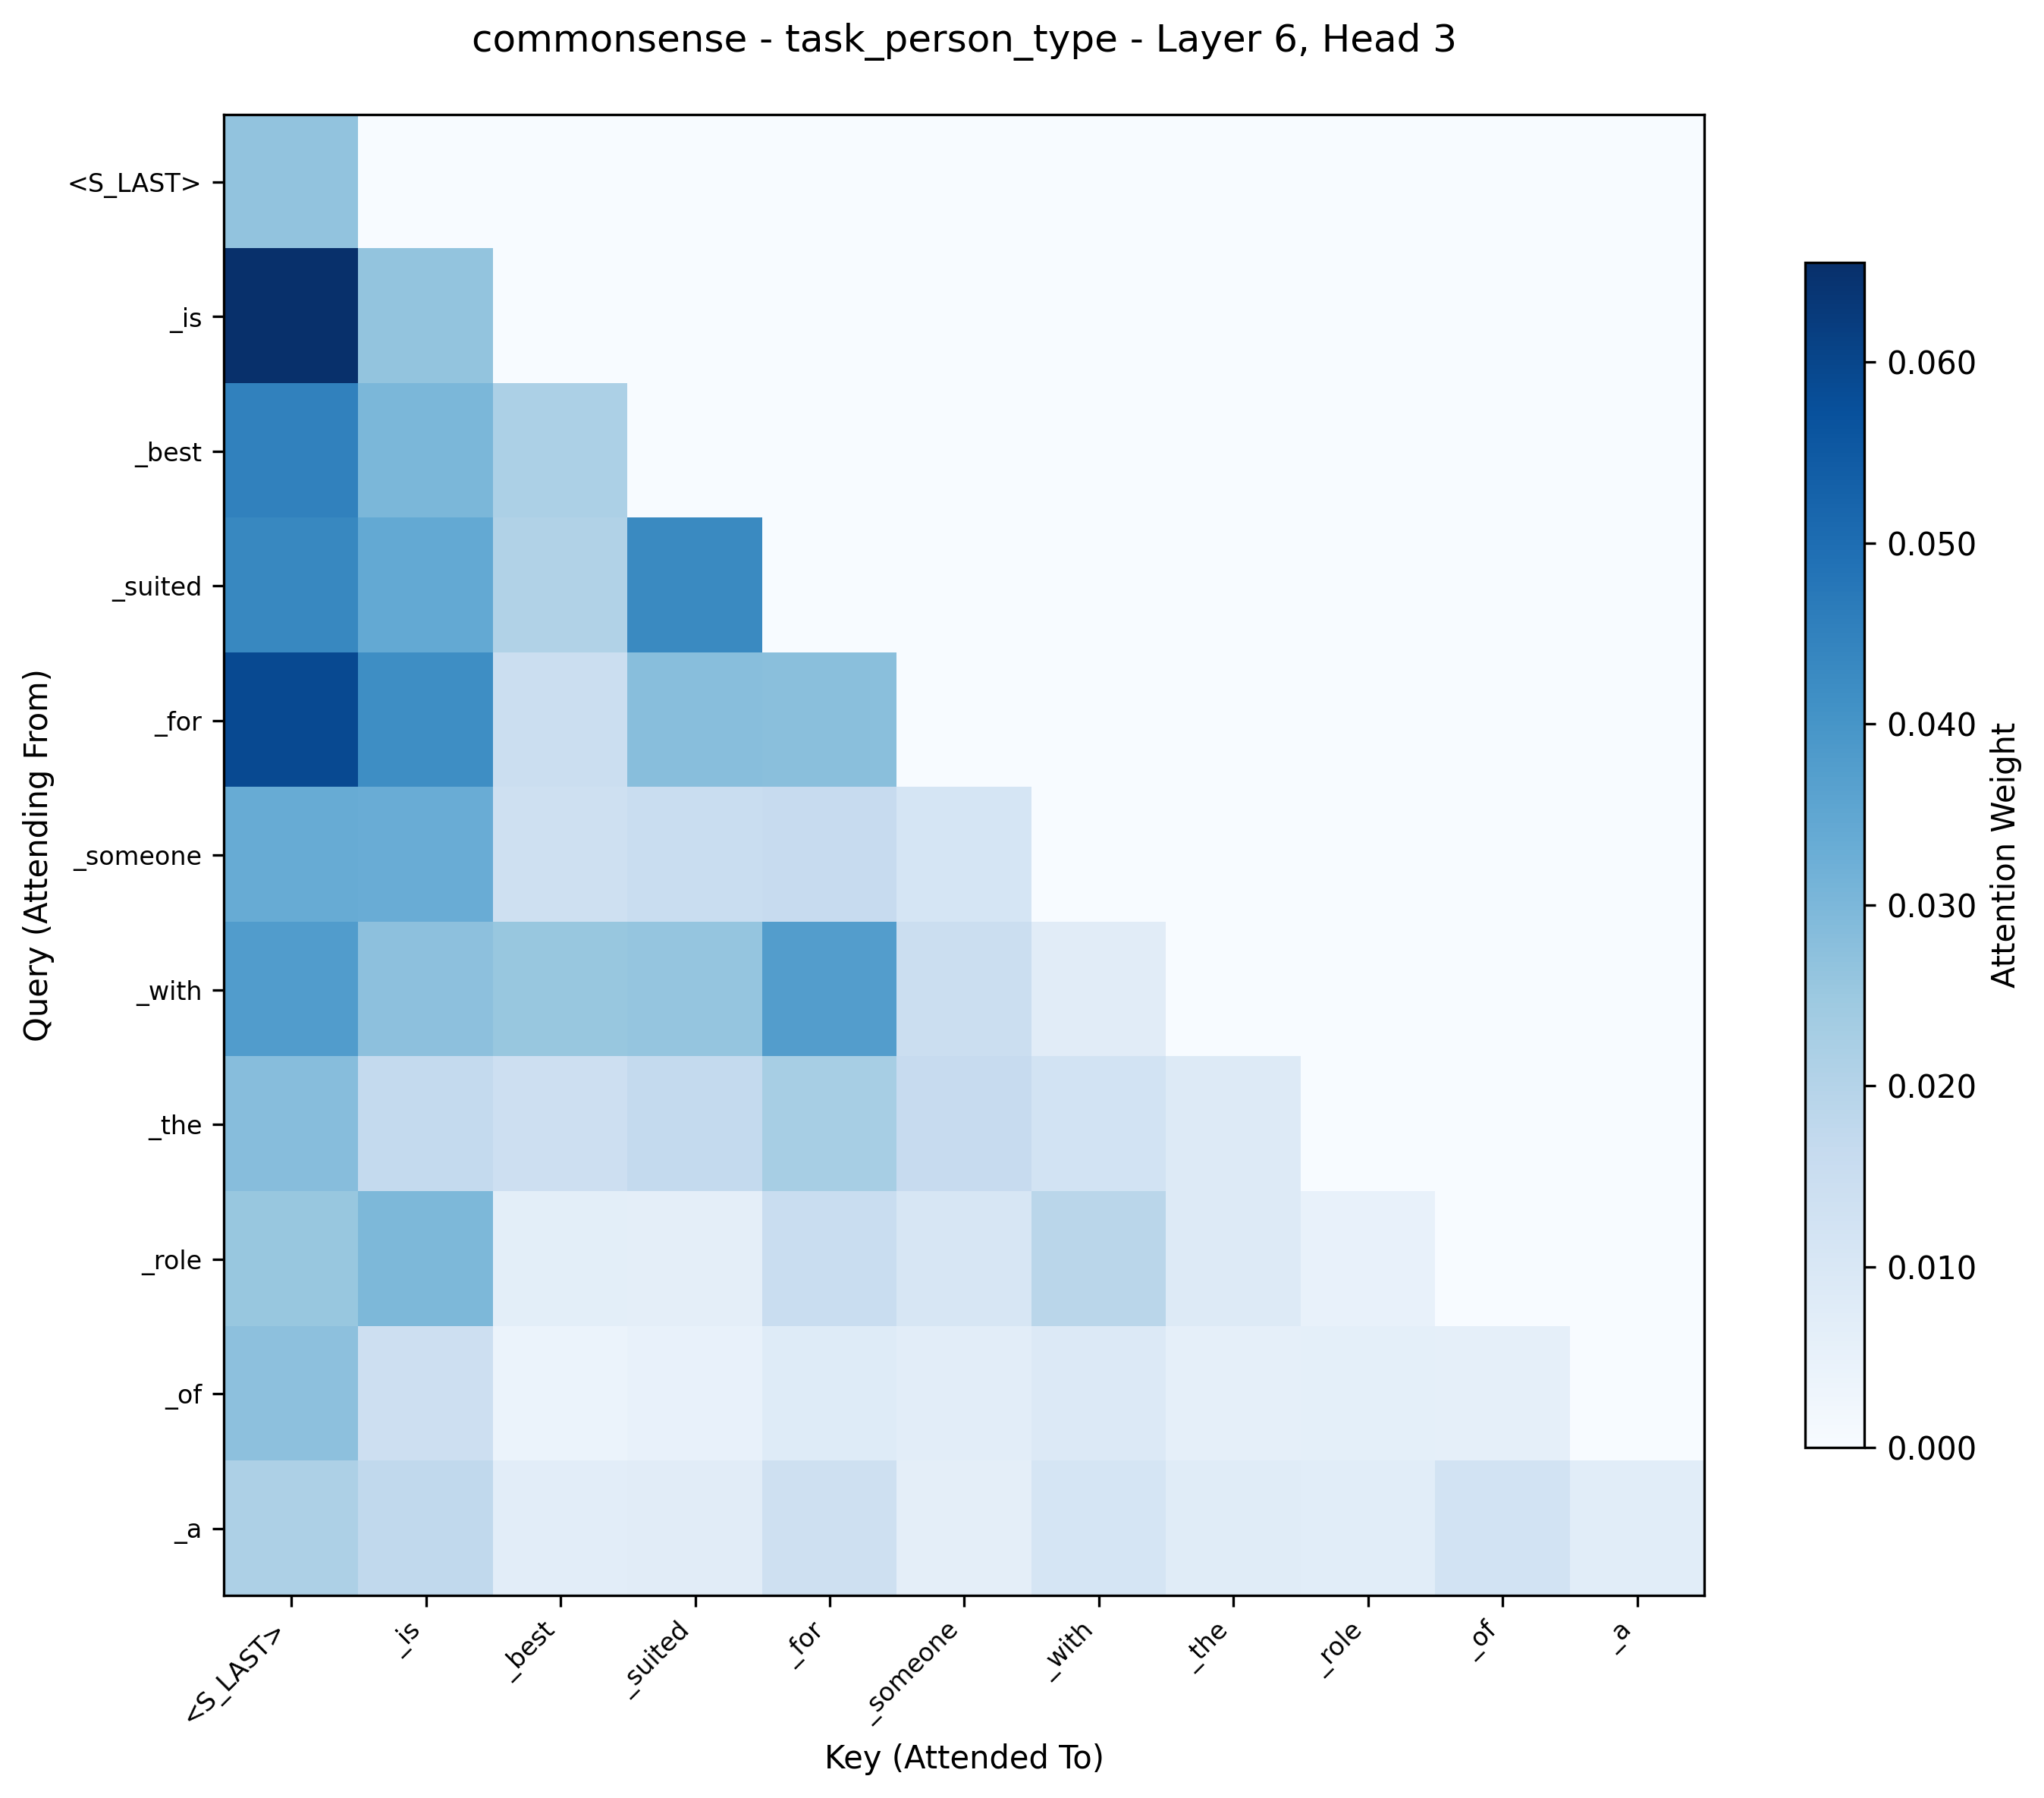 commonsense - task_person_type - Layer 6, Head 3
Query (Attending From)
<S_LAST>
_is
_best
_suited
_for
_someone
_with
_the
_role
_of
_a
<S_LAST>
_is
_best
_suited
_for
_someone
_with
_the
_role
_of
_a
Key (Attended To)
0.060
0.050
0.040
0.030
0.020
0.010
0.000
Attention Weight